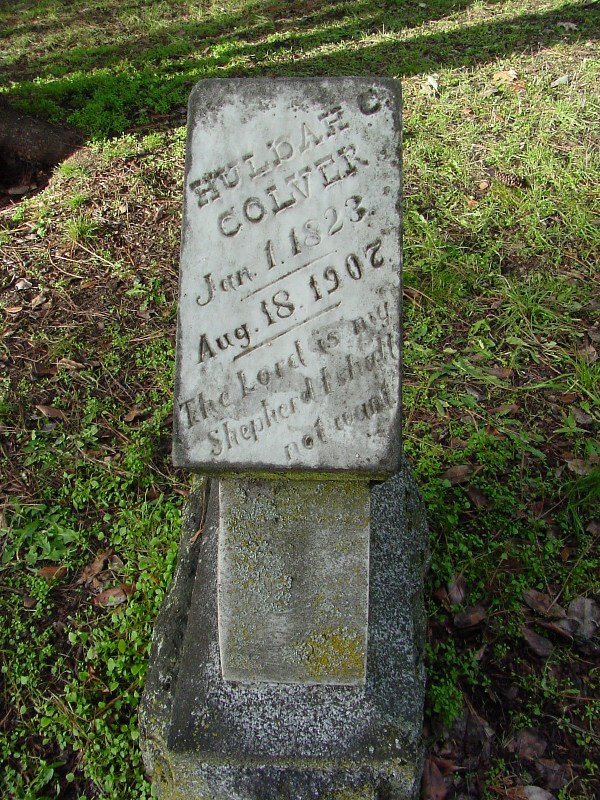 HULDAH C
COLVER
Jan. 1. 1823.
Aug. 18. 1907
The Lord is my
Shepherd I shall
not want